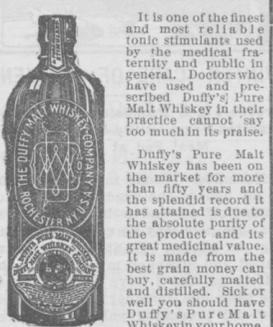 THE DUFFY MALT WHISKEY COMPANY
ROCHESTER N.Y. U.S.A.
It is one of the finest
and most reliable
tonic stimulants used
by the medical fra-
ternity and public in
general. Doctors who
have used and pre-
scribed Duffy's Pure
Malt Whiskey in their
practice cannot say
too much in its praise.
Duffy's Pure Malt
Whiskey has been on
the market for more
than fifty years and
the splendid record it
has attained is due to
the absolute purity of
the product and its
great medicinal value.
It is made from the
best grain money can
buy, carefully malted
and distilled. Sick or
well you should have
Duffy's Pure Malt
Whiskey in your home